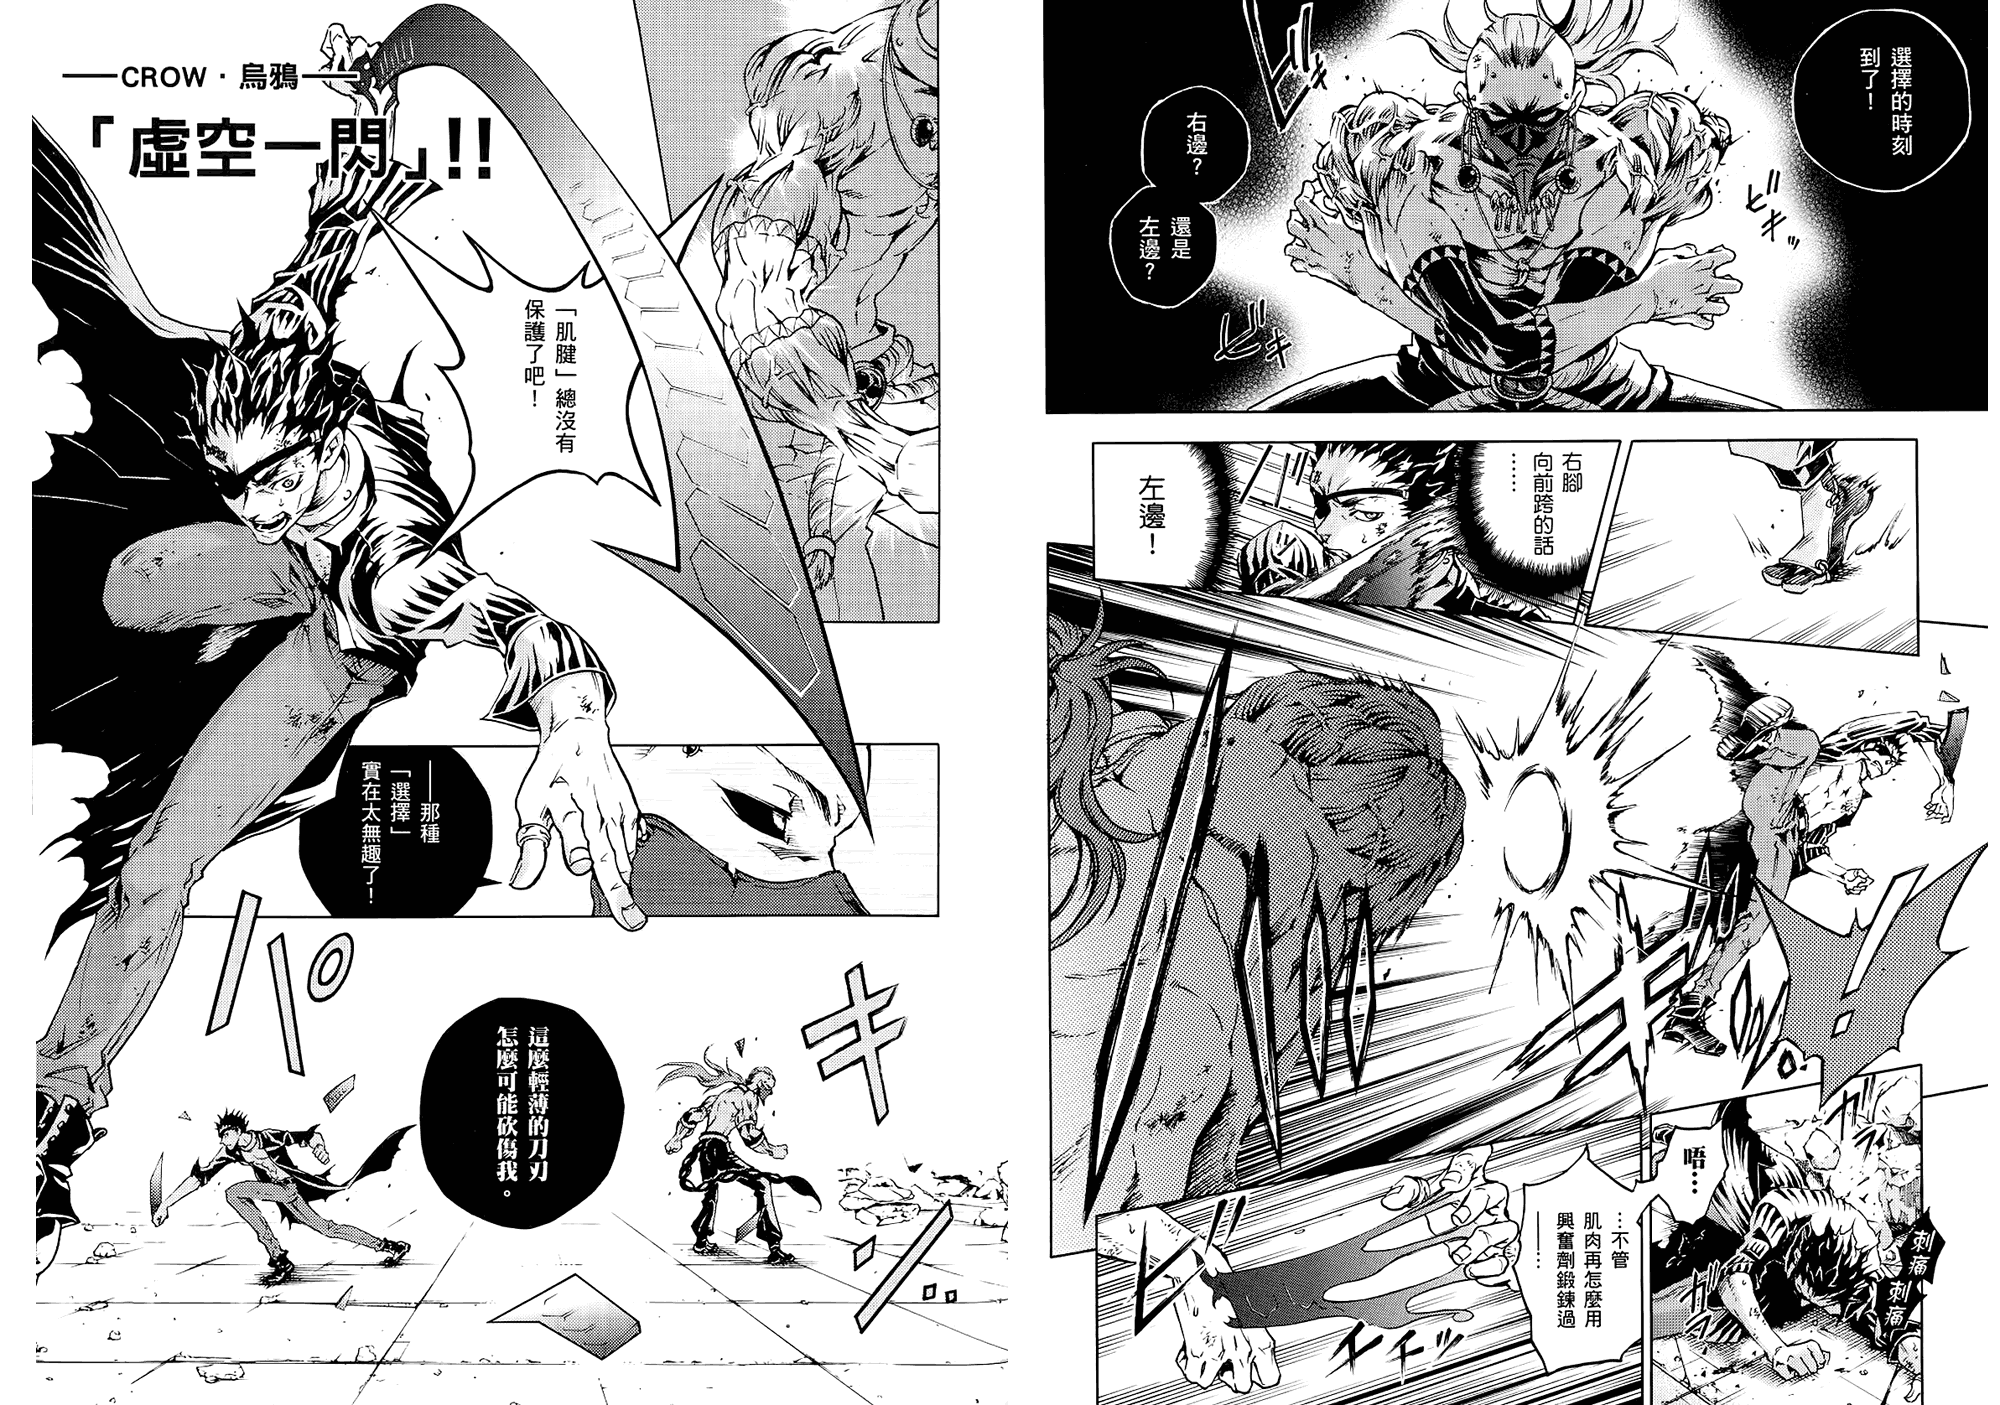 選擇的時刻
到了！
右邊？
還是
左邊？
ビキ
ビキッ
ビキ
右腳
向前跨的話
……
左邊！
！
唔…
刺痛
刺痛
…不管
肌肉再怎麼用
興奮劑鍛鍊過
——
ビッ
チチッ
——CROW·烏鴉——
「虛空一閃」!!
「肌腱」總沒有
保護了吧！
——那種
「選擇」
實在太無趣了！
パキ
這麼輕薄的刀刃
怎麼可能砍傷我。
ン